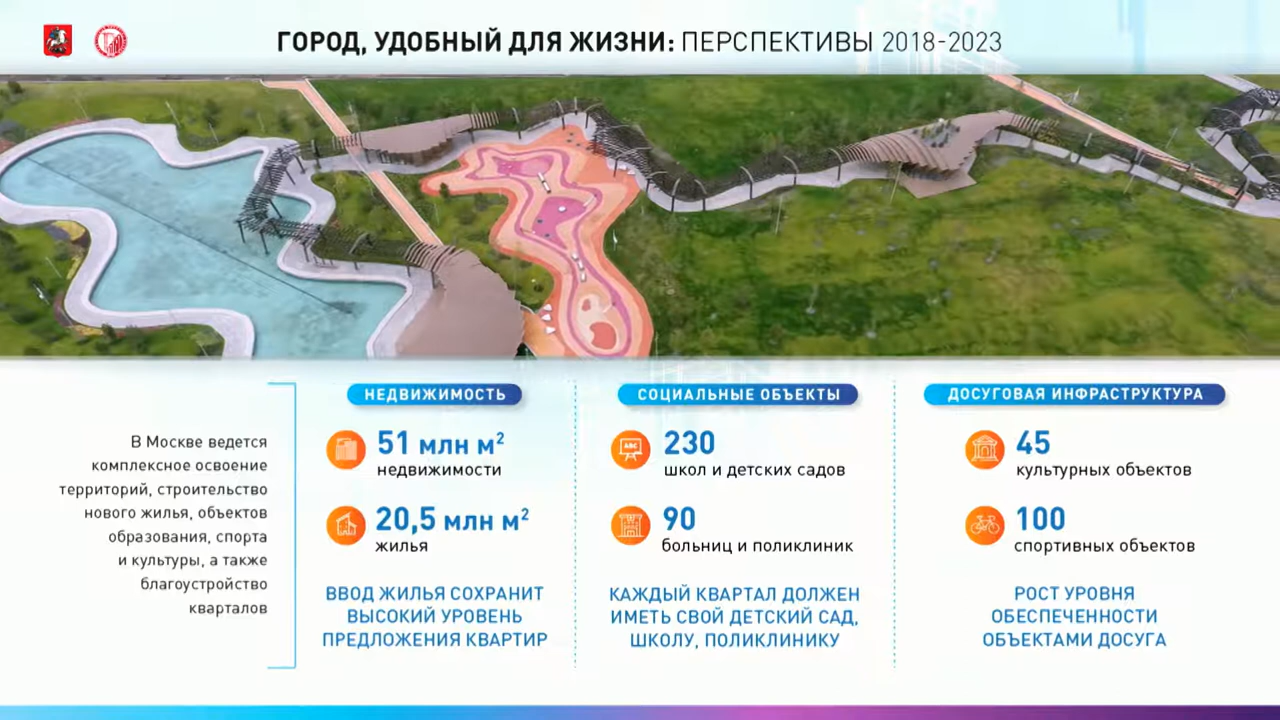 ГОРОД, УДОБНЫЙ ДЛЯ ЖИЗНИ: ПЕРСПЕКТИВЫ 2018-2023
В Москве ведется
комплексное освоение
территорий, строительство
нового жилья, объектов
образования, спорта
и культуры, а также
благоустройство
кварталов
НЕДВИЖИМОСТЬ
51 млн м²
недвижимости
20,5 млн м²
жилья
ВВОД ЖИЛЬЯ СОХРАНИТ
ВЫСОКИЙ УРОВЕНЬ
ПРЕДЛОЖЕНИЯ КВАРТИР
СОЦИАЛЬНЫЕ ОБЪЕКТЫ
ABC
230
школ и детских садов
90
больниц и поликлиник
КАЖДЫЙ КВАРТАЛ ДОЛЖЕН
ИМЕТЬ СВОЙ ДЕТСКИЙ САД,
ШКОЛУ, ПОЛИКЛИНИКУ
ДОСУГОВАЯ ИНФРАСТРУКТУРА
45
культурных объектов
100
спортивных объектов
РОСТ УРОВНЯ
ОБЕСПЕЧЕННОСТИ
ОБЪЕКТАМИ ДОСУГА